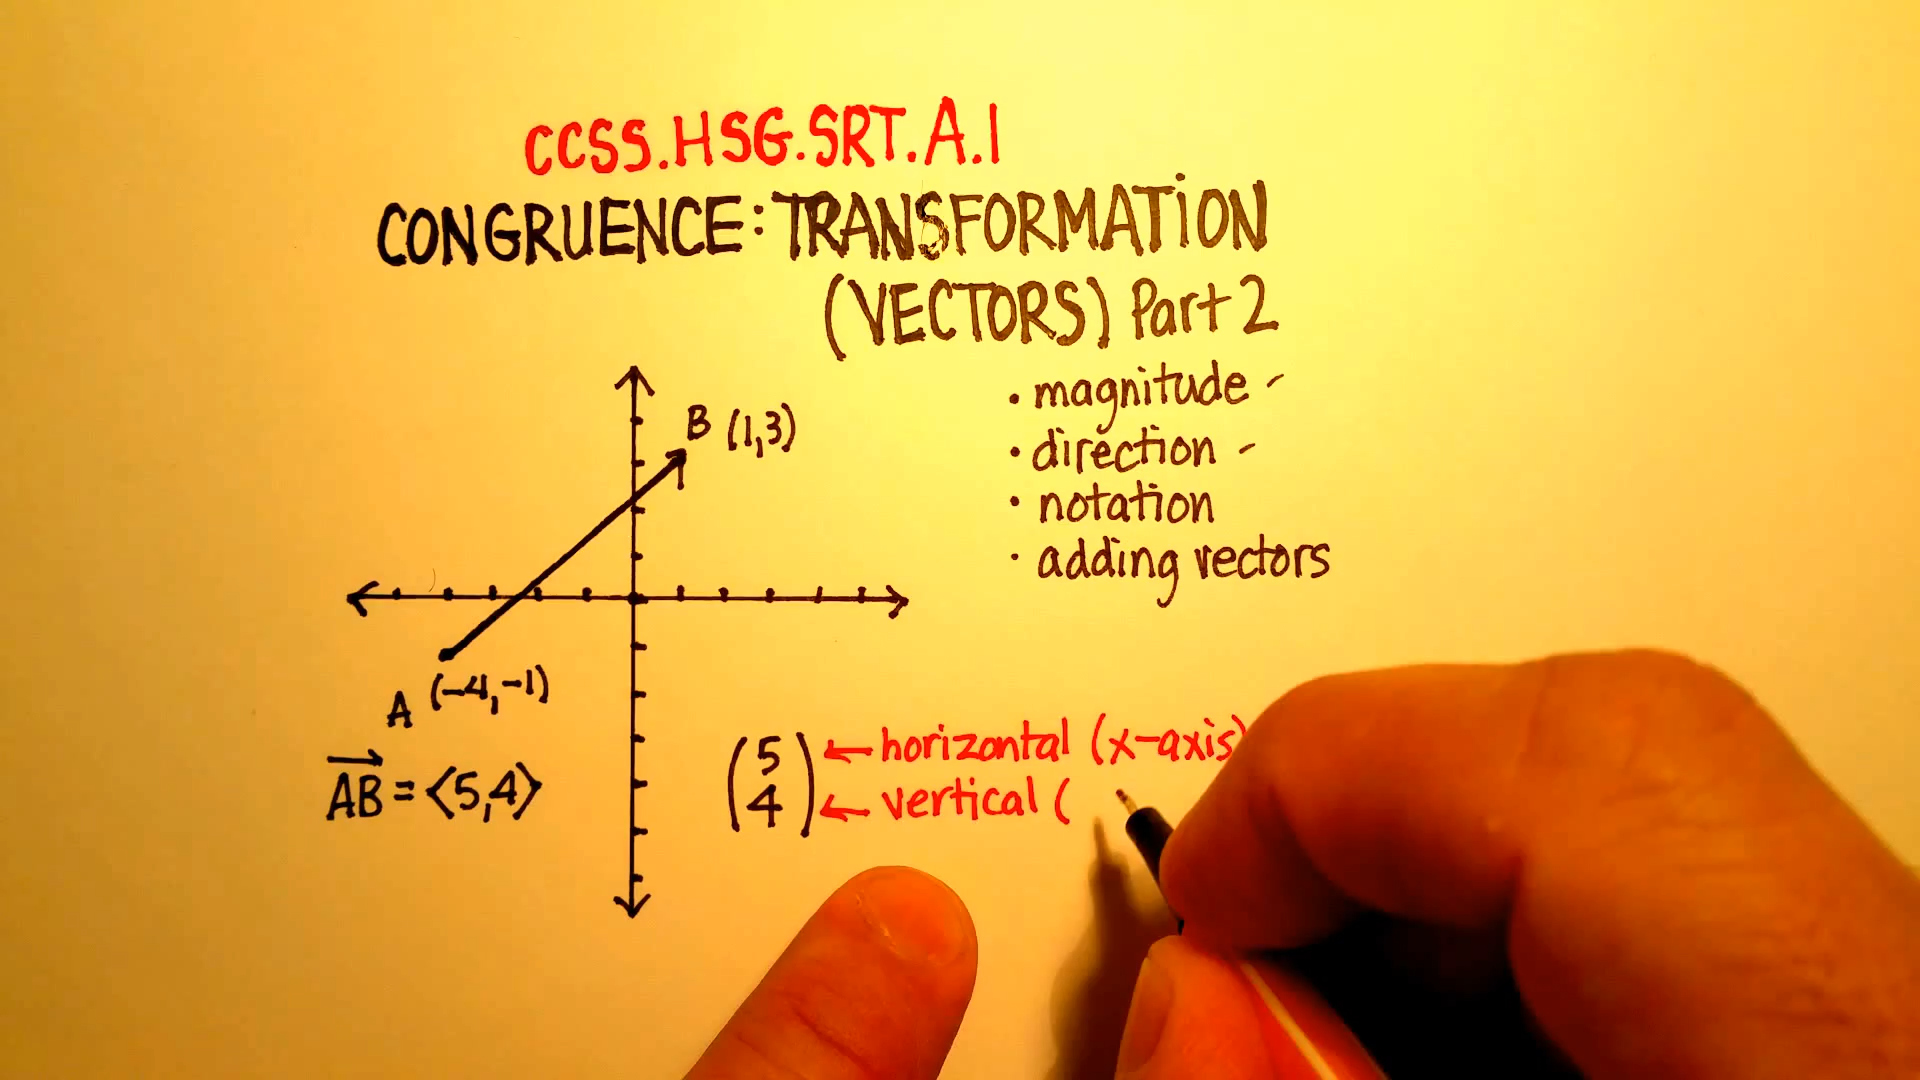 CCSS.HSG.SRT.A.1
CONGRUENCE: TRANSFORMATION
(VECTORS) Part 2
• magnitude -
• direction -
• notation
• adding vectors
B (1,3)
A (-4,-1)
AB = <5,4>
(5 ← horizontal (x-axis)
4) ← vertical (